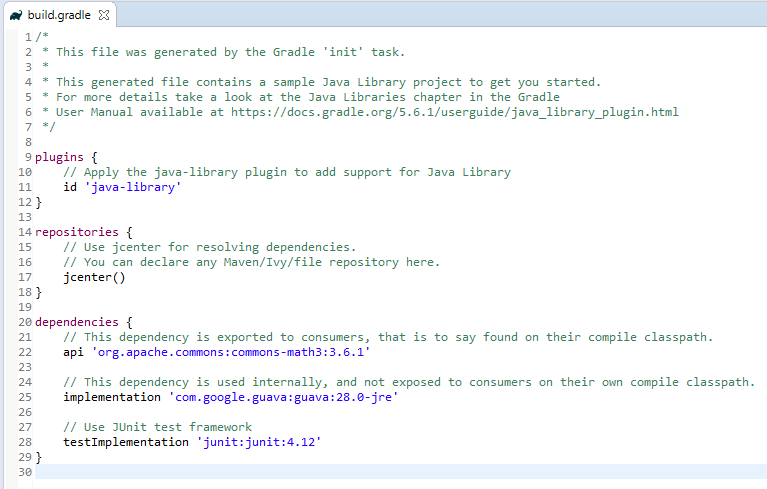 build.gradle
1 /*
2  * This file was generated by the Gradle 'init' task.
3  *
4  * This generated file contains a sample Java Library project to get you started.
5  * For more details take a look at the Java Libraries chapter in the Gradle
6  * User Manual available at https://docs.gradle.org/5.6.1/userguide/java_library_plugin.html
7  */
8
9 plugins {
10     // Apply the java-library plugin to add support for Java Library
11     id 'java-library'
12 }
13
14 repositories {
15     // Use jcenter for resolving dependencies.
16     // You can declare any Maven/Ivy/file repository here.
17     jcenter()
18 }
19
20 dependencies {
21     // This dependency is exported to consumers, that is to say found on their compile classpath.
22     api 'org.apache.commons:commons-math3:3.6.1'
23
24     // This dependency is used internally, and not exposed to consumers on their own compile classpath.
25     implementation 'com.google.guava:guava:28.0-jre'
26
27     // Use JUnit test framework
28     testImplementation 'junit:junit:4.12'
29 }
30